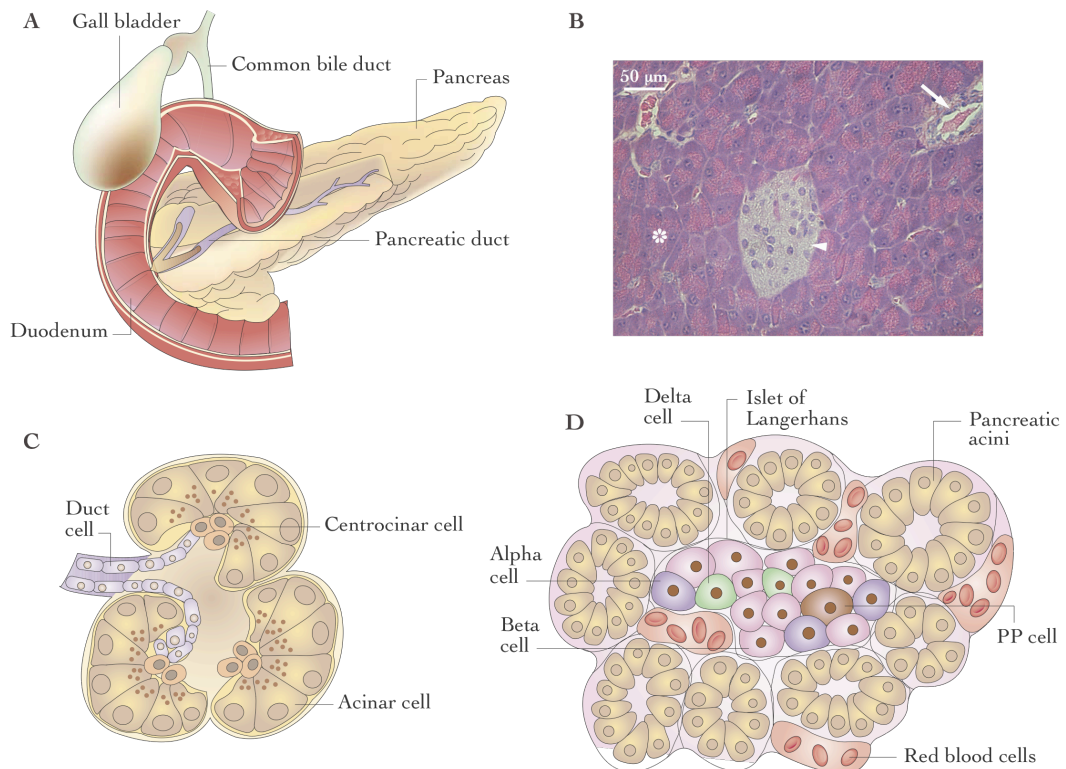 A
Gall bladder
Common bile duct
Pancreas
Pancreatic duct
Duodenum
B
50 µm
C
Duct
cell
Centrocinar cell
Acinar cell
D
Delta
cell
Islet of
Langerhans
Pancreatic
acini
Alpha
cell
Beta
cell
PP cell
Red blood cells